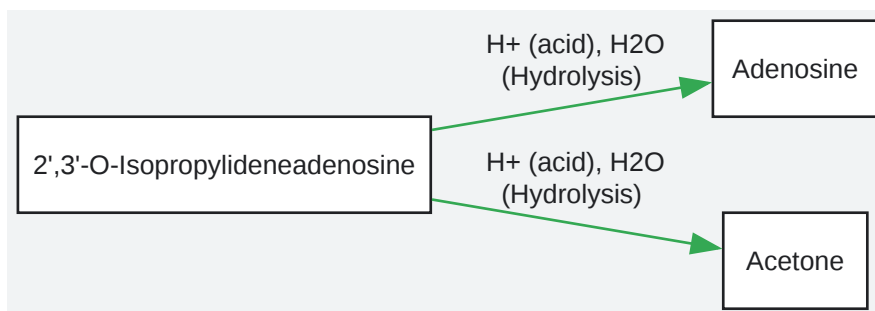 H+ (acid), H2O
(Hydrolysis)
Adenosine
2',3'-O-Isopropylideneadenosine
H+ (acid), H2O
(Hydrolysis)
Acetone